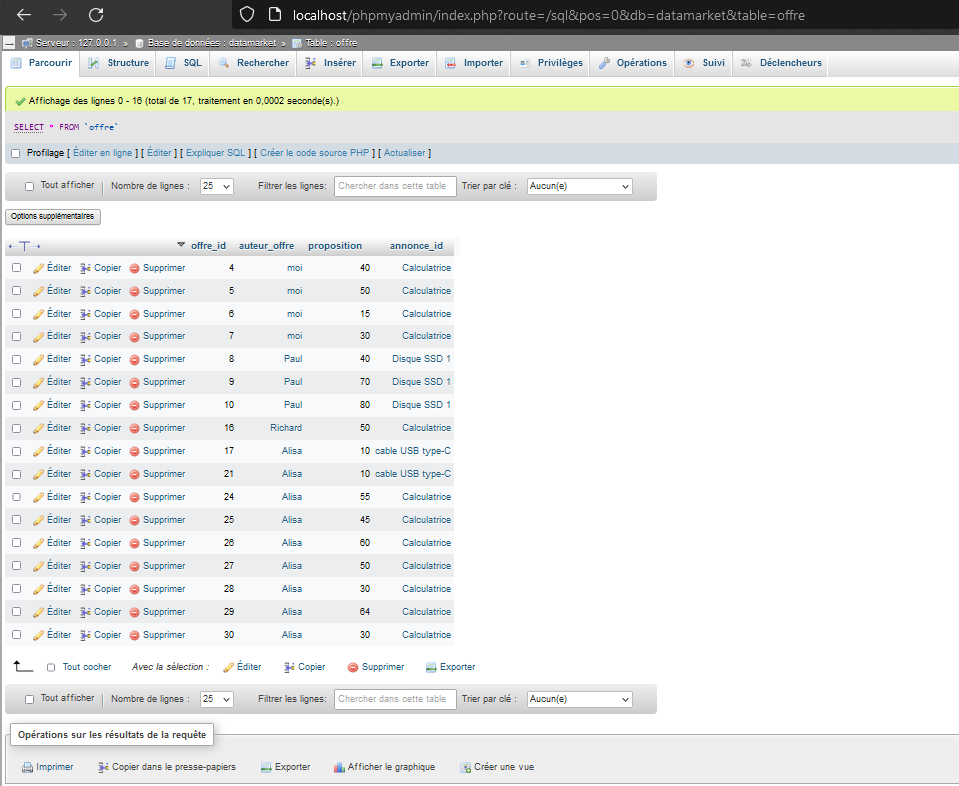 localhost/phpmyadmin/index.php?route=/sql&pos=0&db=datamarket&table=offre
Serveur : 127.0.0.1 » Base de données : datamarket » Table : offre
Parcourir Structure SQL Rechercher Insérer Exporter Importer Privilèges Opérations Suivi Déclencheurs
Affichage des lignes 0 - 16 (total de 17, traitement en 0,0002 seconde(s).)
SELECT * FROM `offre`
Profilage [ Éditer en ligne ] [ Éditer ] [ Expliquer SQL ] [ Créer le code source PHP ] [ Actualiser ]
Tout afficher Nombre de lignes : 25 Filtrer les lignes: Chercher dans cette table Trier par clé : Aucun(e)
Options supplémentaires
offre_id auteur_offre proposition annonce_id
Éditer Copier Supprimer 4 moi 40 Calculatrice
Éditer Copier Supprimer 5 moi 50 Calculatrice
Éditer Copier Supprimer 6 moi 15 Calculatrice
Éditer Copier Supprimer 7 moi 30 Calculatrice
Éditer Copier Supprimer 8 Paul 40 Disque SSD 1
Éditer Copier Supprimer 9 Paul 70 Disque SSD 1
Éditer Copier Supprimer 10 Paul 80 Disque SSD 1
Éditer Copier Supprimer 16 Richard 50 Calculatrice
Éditer Copier Supprimer 17 Alisa 10 cable USB type-C
Éditer Copier Supprimer 21 Alisa 10 cable USB type-C
Éditer Copier Supprimer 24 Alisa 55 Calculatrice
Éditer Copier Supprimer 25 Alisa 45 Calculatrice
Éditer Copier Supprimer 26 Alisa 60 Calculatrice
Éditer Copier Supprimer 27 Alisa 50 Calculatrice
Éditer Copier Supprimer 28 Alisa 30 Calculatrice
Éditer Copier Supprimer 29 Alisa 64 Calculatrice
Éditer Copier Supprimer 30 Alisa 30 Calculatrice
Tout cocher Avec la sélection : Éditer Copier Supprimer Exporter
Tout afficher Nombre de lignes : 25 Filtrer les lignes: Chercher dans cette table Trier par clé : Aucun(e)
Opérations sur les résultats de la requête
Imprimer Copier dans le presse-papiers Exporter Afficher le graphique Créer une vue